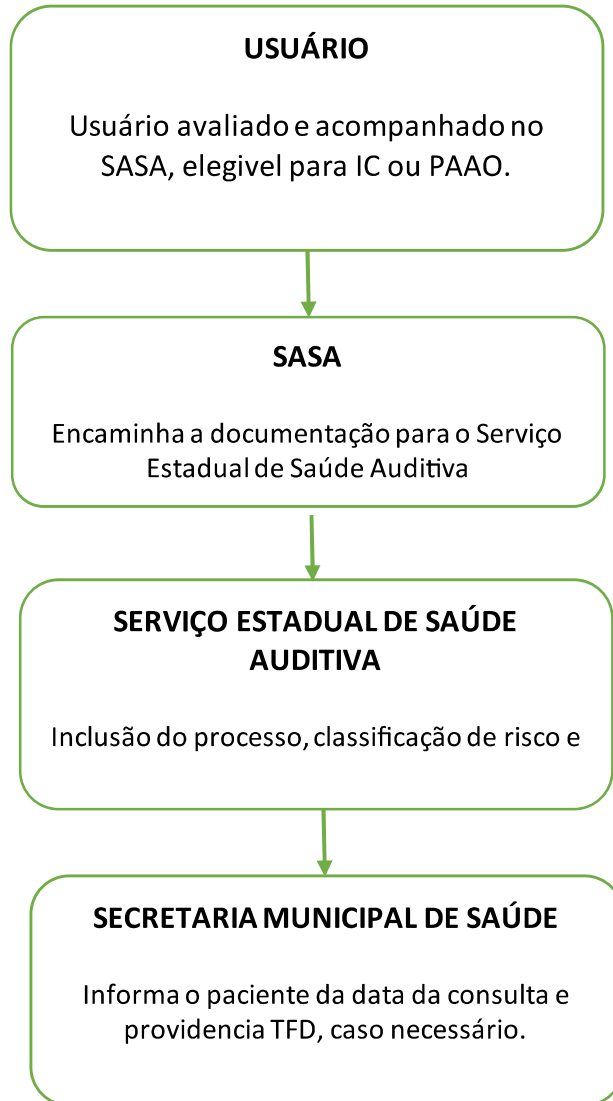 USUÁRIO
Usuário avaliado e acompanhado no
SASA, elegivel para IC ou PAAO.
SASA
Encaminha a documentação para o Serviço
Estadual de Saúde Auditiva
SERVIÇO ESTADUAL DE SAÚDE
AUDITIVA
Inclusão do processo, classificação de risco e
SECRETARIA MUNICIPAL DE SAÚDE
Informa o paciente da data da consulta e
providencia TFD, caso necessário.